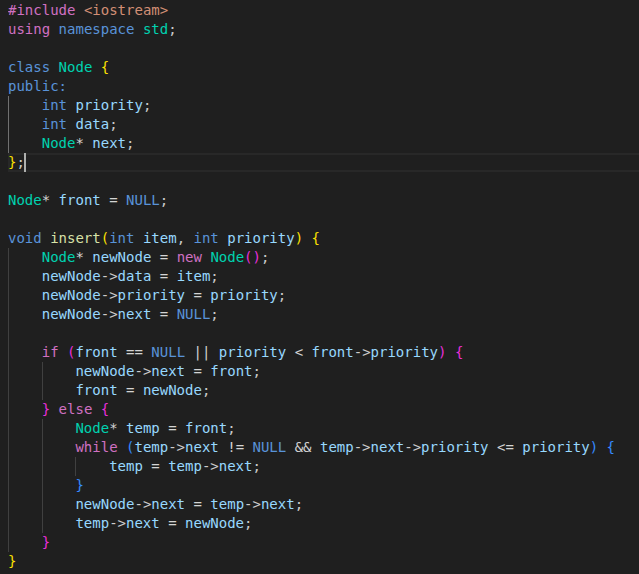 #include <iostream>
using namespace std;

class Node {
public:
    int priority;
    int data;
    Node* next;
};

Node* front = NULL;

void insert(int item, int priority) {
    Node* newNode = new Node();
    newNode->data = item;
    newNode->priority = priority;
    newNode->next = NULL;

    if (front == NULL || priority < front->priority) {
        newNode->next = front;
        front = newNode;
    } else {
        Node* temp = front;
        while (temp->next != NULL && temp->next->priority <= priority) {
            temp = temp->next;
        }
        newNode->next = temp->next;
        temp->next = newNode;
    }
}